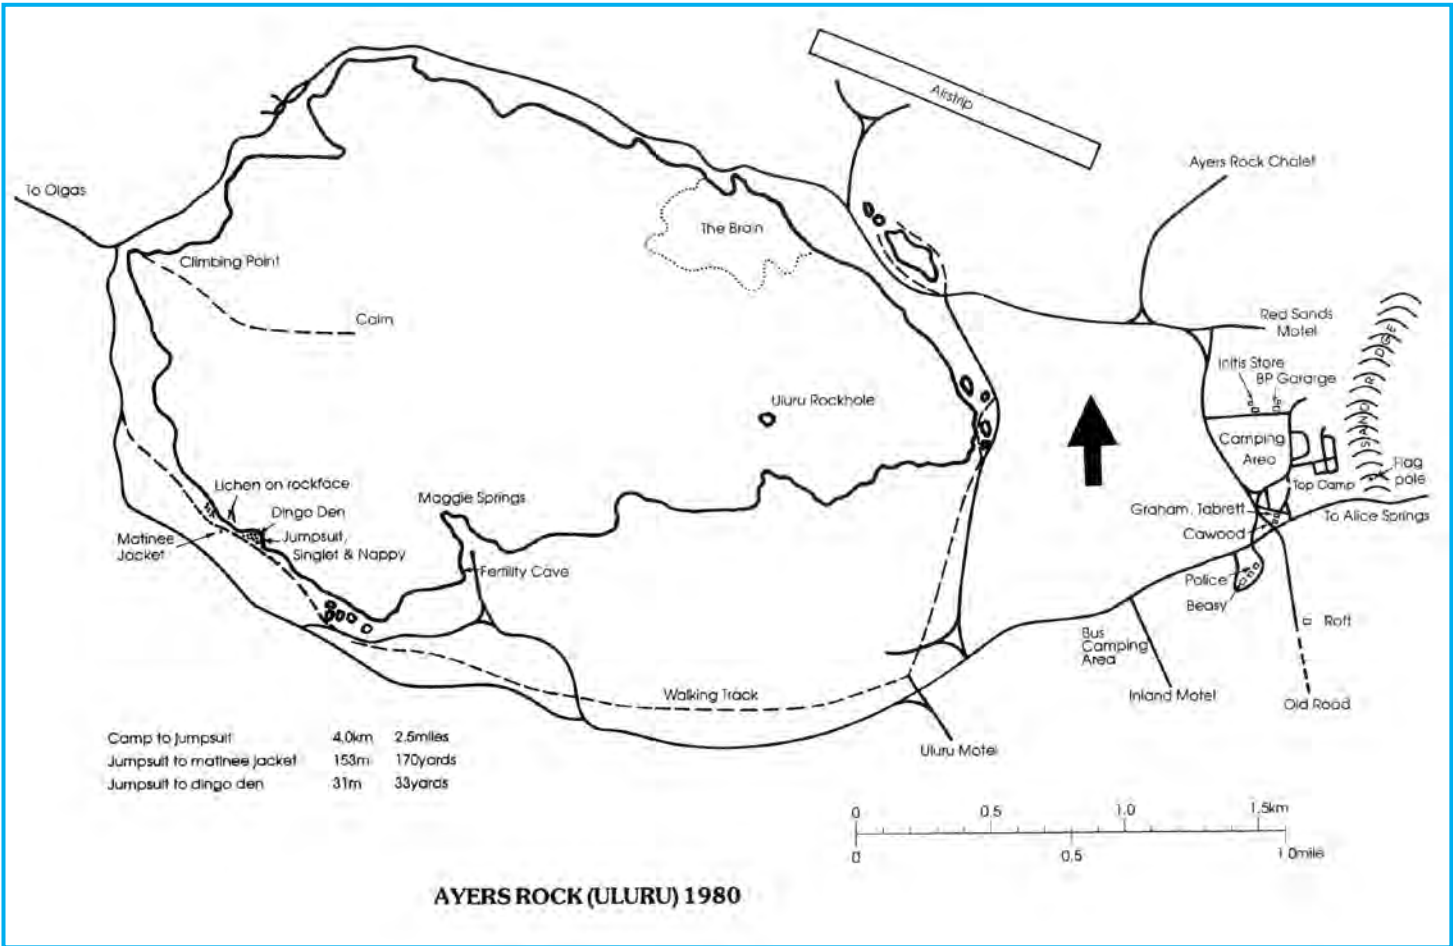 Airstrip
Ayers Rock Chalet
To Olgas
The Brain
Climbing Point
Cairn
Red Sands
Motel
Initis Store
BP Gararge
SAND RIDGE
Uluru Rockhole
Camping
Area
Flag
pole
Top Camp
Lichen on rockface
Maggie Springs
Dingo Den
Graham, Tabrett
To Alice Springs
Matinee
Jacket
Jumpsuit,
Singlet & Nappy
Cawood
Fertility Cave
Police
Beasy
Roft
Bus
Camping
Area
Walking Track
Inland Motel
Old Road
Uluru Motel
Camp to jumpsuit 4.0km 2.5miles
Jumpsuit to matinee jacket 153m 170yards
Jumpsuit to dingo den 31m 33yards
0 0.5 1.0 1.5km
0 0.5 1.0mile
AYERS ROCK (ULURU) 1980